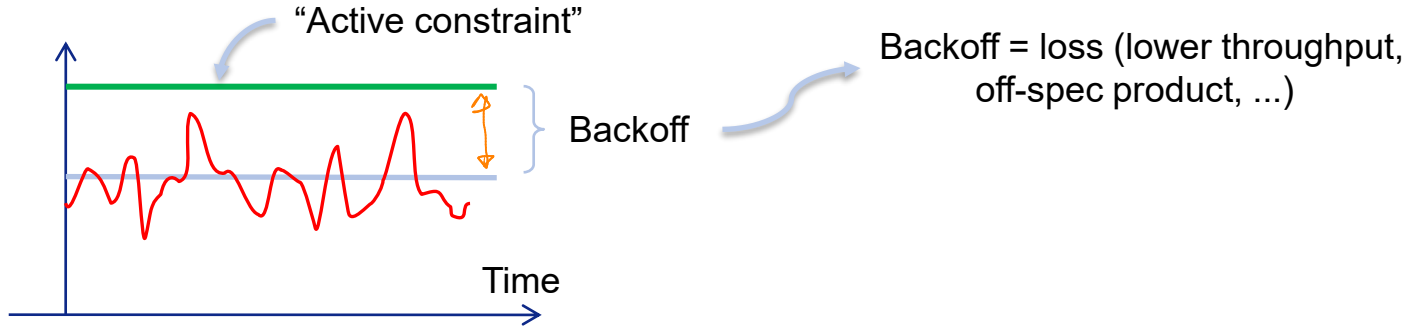 “Active constraint”
Backoff = loss (lower throughput,
off-spec product, ...)
Backoff
Time